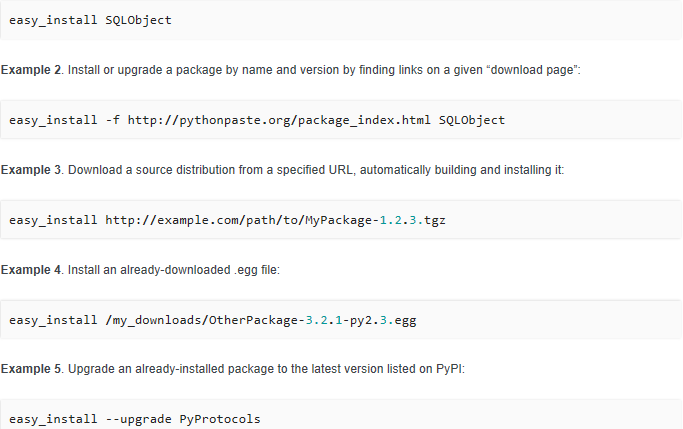 easy_install SQLObject
Example 2. Install or upgrade a package by name and version by finding links on a given “download page”:
easy_install -f http://pythonpaste.org/package_index.html SQLObject
Example 3. Download a source distribution from a specified URL, automatically building and installing it:
easy_install http://example.com/path/to/MyPackage-1.2.3.tgz
Example 4. Install an already-downloaded .egg file:
easy_install /my_downloads/OtherPackage-3.2.1-py2.3.egg
Example 5. Upgrade an already-installed package to the latest version listed on PyPI:
easy_install --upgrade PyProtocols